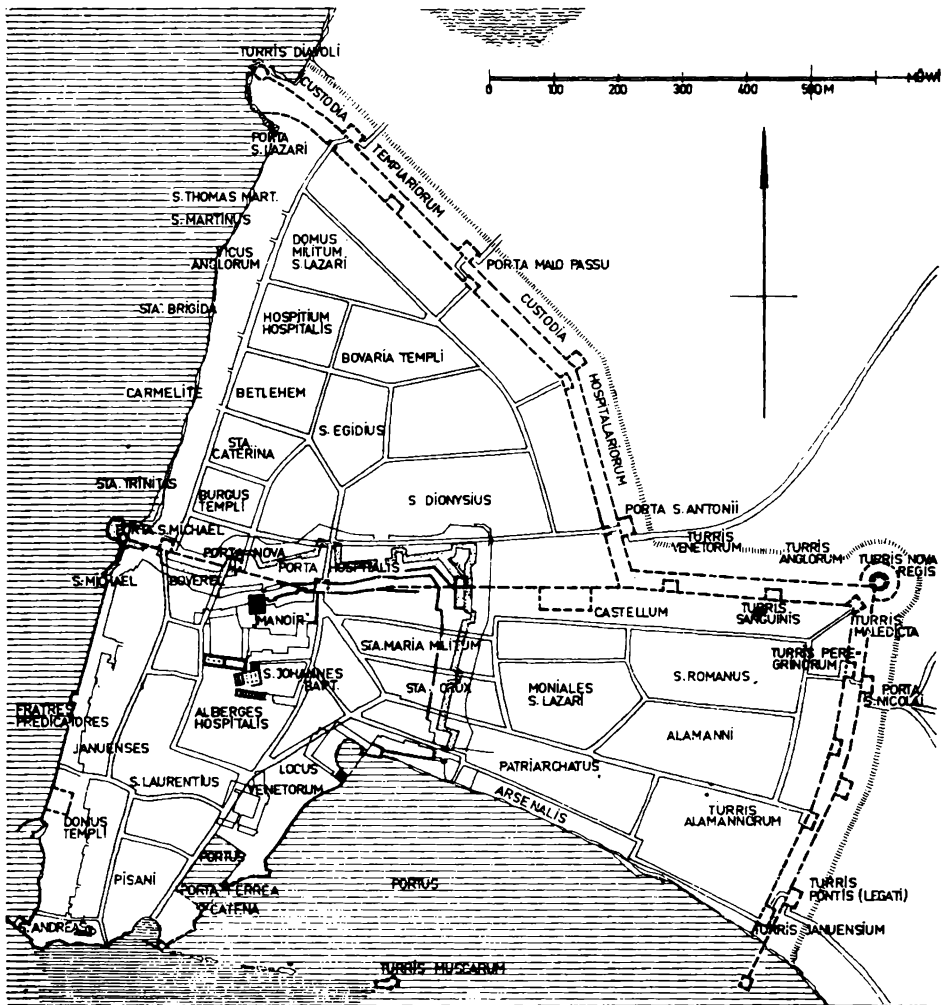 TURRIS DIAVOLI
0 100 200 300 400 500M
CUSTODIA
TEMPLARIORUM
PORTA
S. LAZARI
S. THOMAS MART.
S. MARTINUS
VICUS
ANGLORUM
DOMUS
MILITUM
S. LAZARI
PORTA MALO PASSU
STA. BRIGIDA
HOSPITIUM
HOSPITALIS
CUSTODIA
HOSPITALARIORUM
BOVARIA TEMPLI
CARMELITE
BETLEHEM
S. EGIDIUS
STA.
CATERINA
STA. TRINITAS
BURGUS
TEMPLI
S DIONYSIUS
PORTA S. ANTONII
PORTA S. MICHAEL
TURRIS
VENETORUM
TURRIS
ANGLORUM
TURRIS NOVA
REGIS
PORTA NOVA
PORTA HOSPITALIS
S. MICHAEL
BOVEREL
MANOIR
CASTELLUM
TURRIS
SANGUINIS
TURRIS
MALEDICTA
STA. MARIA MILITUM
TURRIS PERE-
GRINORUM
S. JOHANNES
BAPT.
STA. CRUX
MONIALES
S. LAZARI
S. ROMANUS
PORTA
S. NICOLAI
FRATRES
PREDICATORES
ALBERGES
HOSPITALIS
JANUENSES
ALAMANNI
LOCUS
VENETORUM
PATRIARCHATUS
S. LAURENTIUS
ARSENALIS
TURRIS
ALAMANNORUM
DOMUS
TEMPLI
PORTUS
PISANI
PORTUS
TURRIS
PONTIS (LEGATI)
PORTA FERREA
CATENA
S. ANDREAS
TURRIS JANUENSIUM
TURRIS MUSCARUM